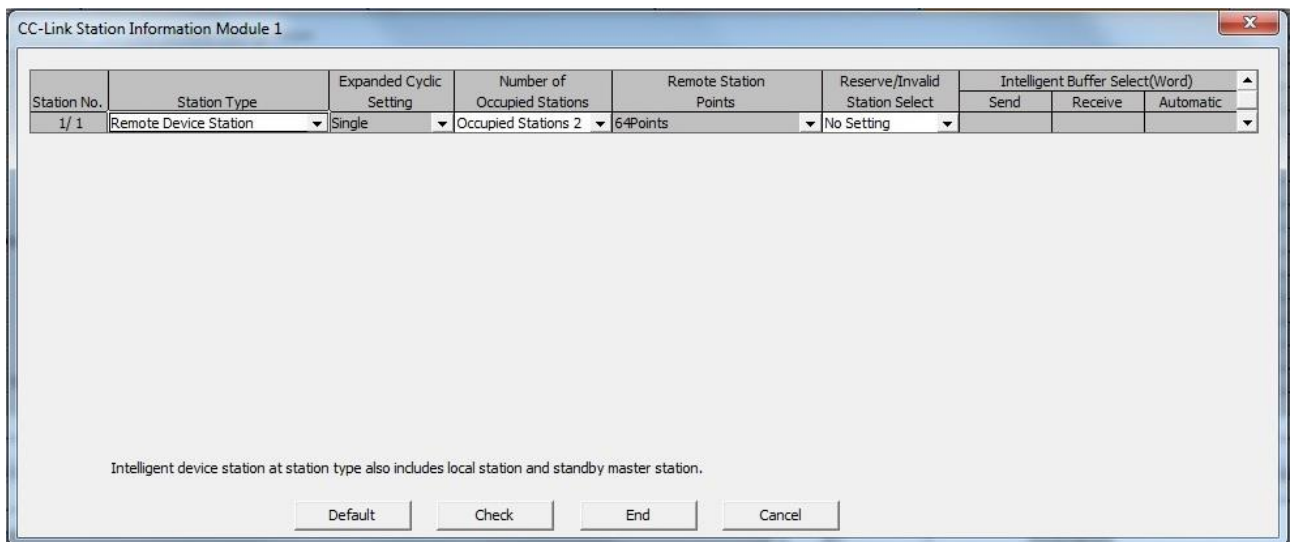 CC-Link Station Information Module 1
Expanded Cyclic Number of Remote Station Reserve/Invalid Intelligent Buffer Select(Word)
Station No. Station Type Setting Occupied Stations Points Station Select Send Receive Automatic
1/ 1 Remote Device Station Single Occupied Stations 2 64Points No Setting
Intelligent device station at station type also includes local station and standby master station.
Default Check End Cancel